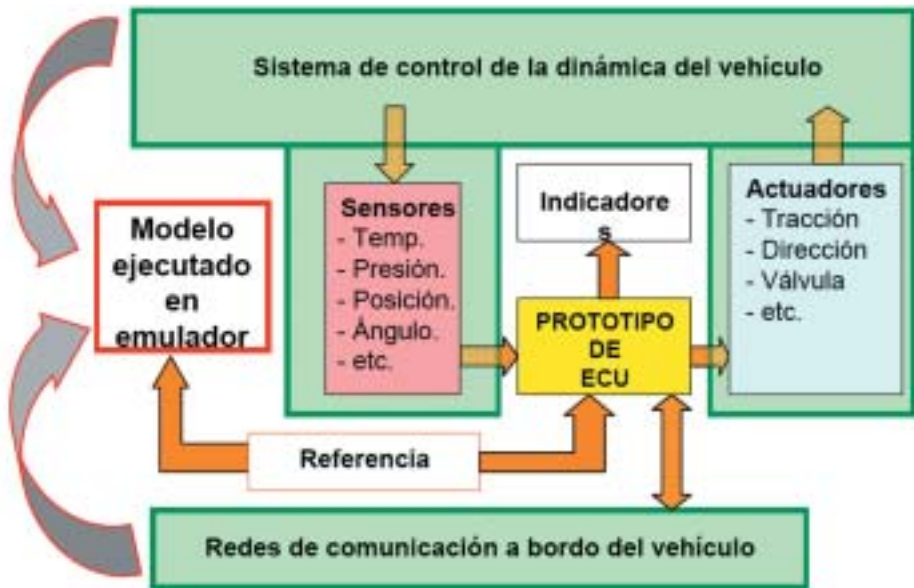 Sistema de control de la dinámica del vehículo
Modelo
ejecutado
en
emulador
Sensores
- Temp.
- Presión.
- Posición.
- Ángulo.
- etc.
Indicadore
s
PROTOTIPO
DE
ECU
Actuadores
- Tracción
- Dirección
- Válvula
- etc.
Referencia
Redes de comunicación a bordo del vehículo